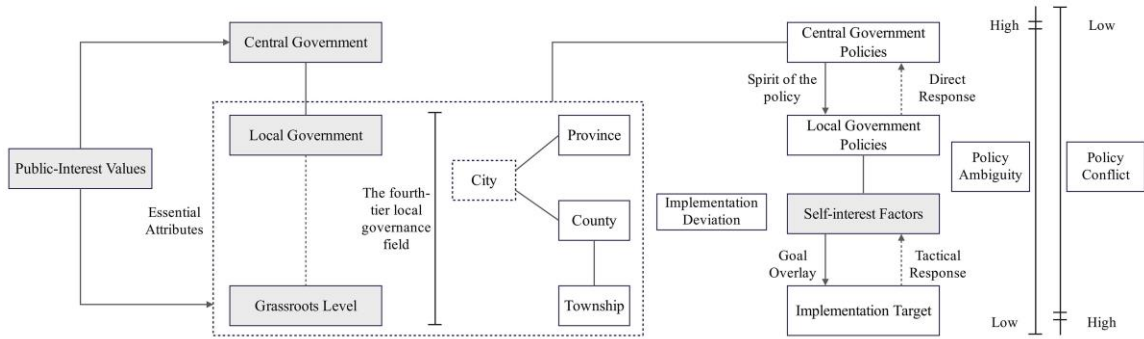 Central Government
Local Government
Public-Interest Values
Essential
Attributes
Grassroots Level
The fourth-
tier local
governance
field
Province
City
County
Township
Central Government
Policies
Spirit of the
policy
Direct
Response
Local Government
Policies
Implementation
Deviation
Self-interest Factors
Goal
Overlay
Tactical
Response
Implementation Target
High
Low
Policy
Ambiguity
Policy
Conflict
Low
High